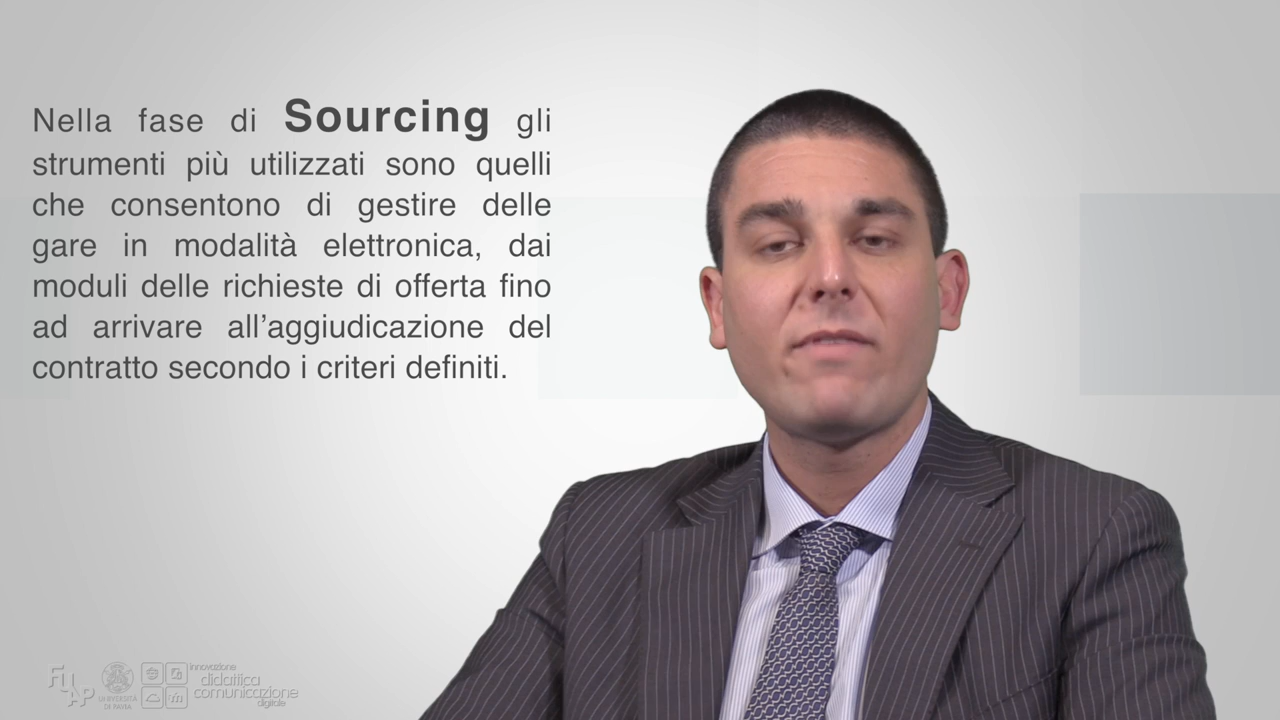 Nella fase di Sourcing gli
strumenti più utilizzati sono quelli
che consentono di gestire delle
gare in modalità elettronica, dai
moduli delle richieste di offerta fino
ad arrivare all’aggiudicazione del
contratto secondo i criteri definiti.
UNIVERSITÀ
DI PAVIA
innovazione
didattica
comunicazione
digitale